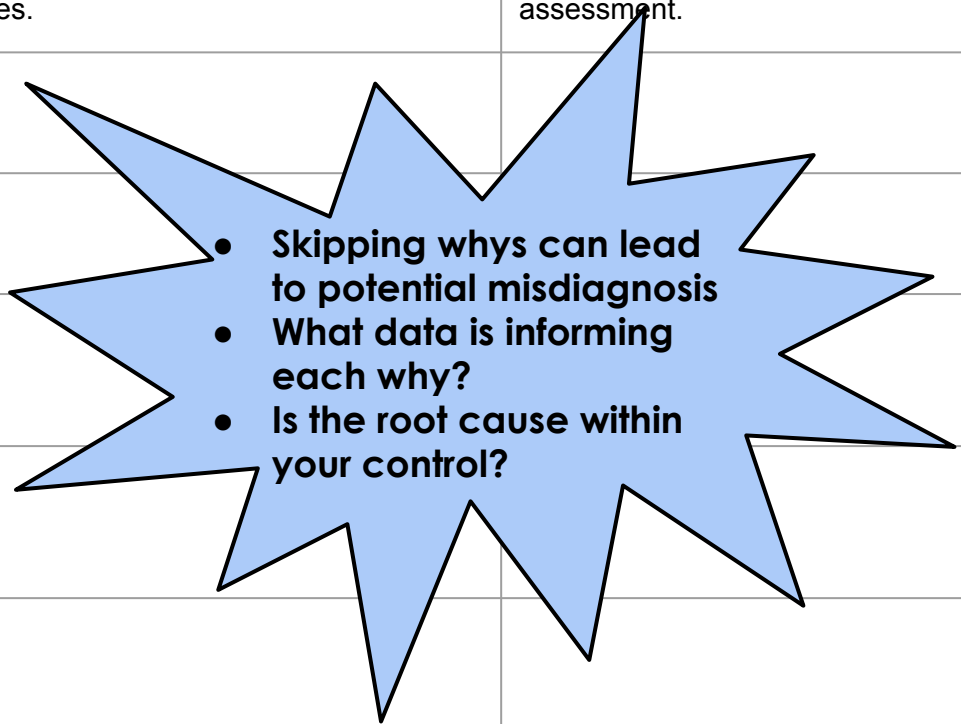 es.
assessment.
● Skipping whys can lead
to potential misdiagnosis
● What data is informing
each why?
● Is the root cause within
your control?